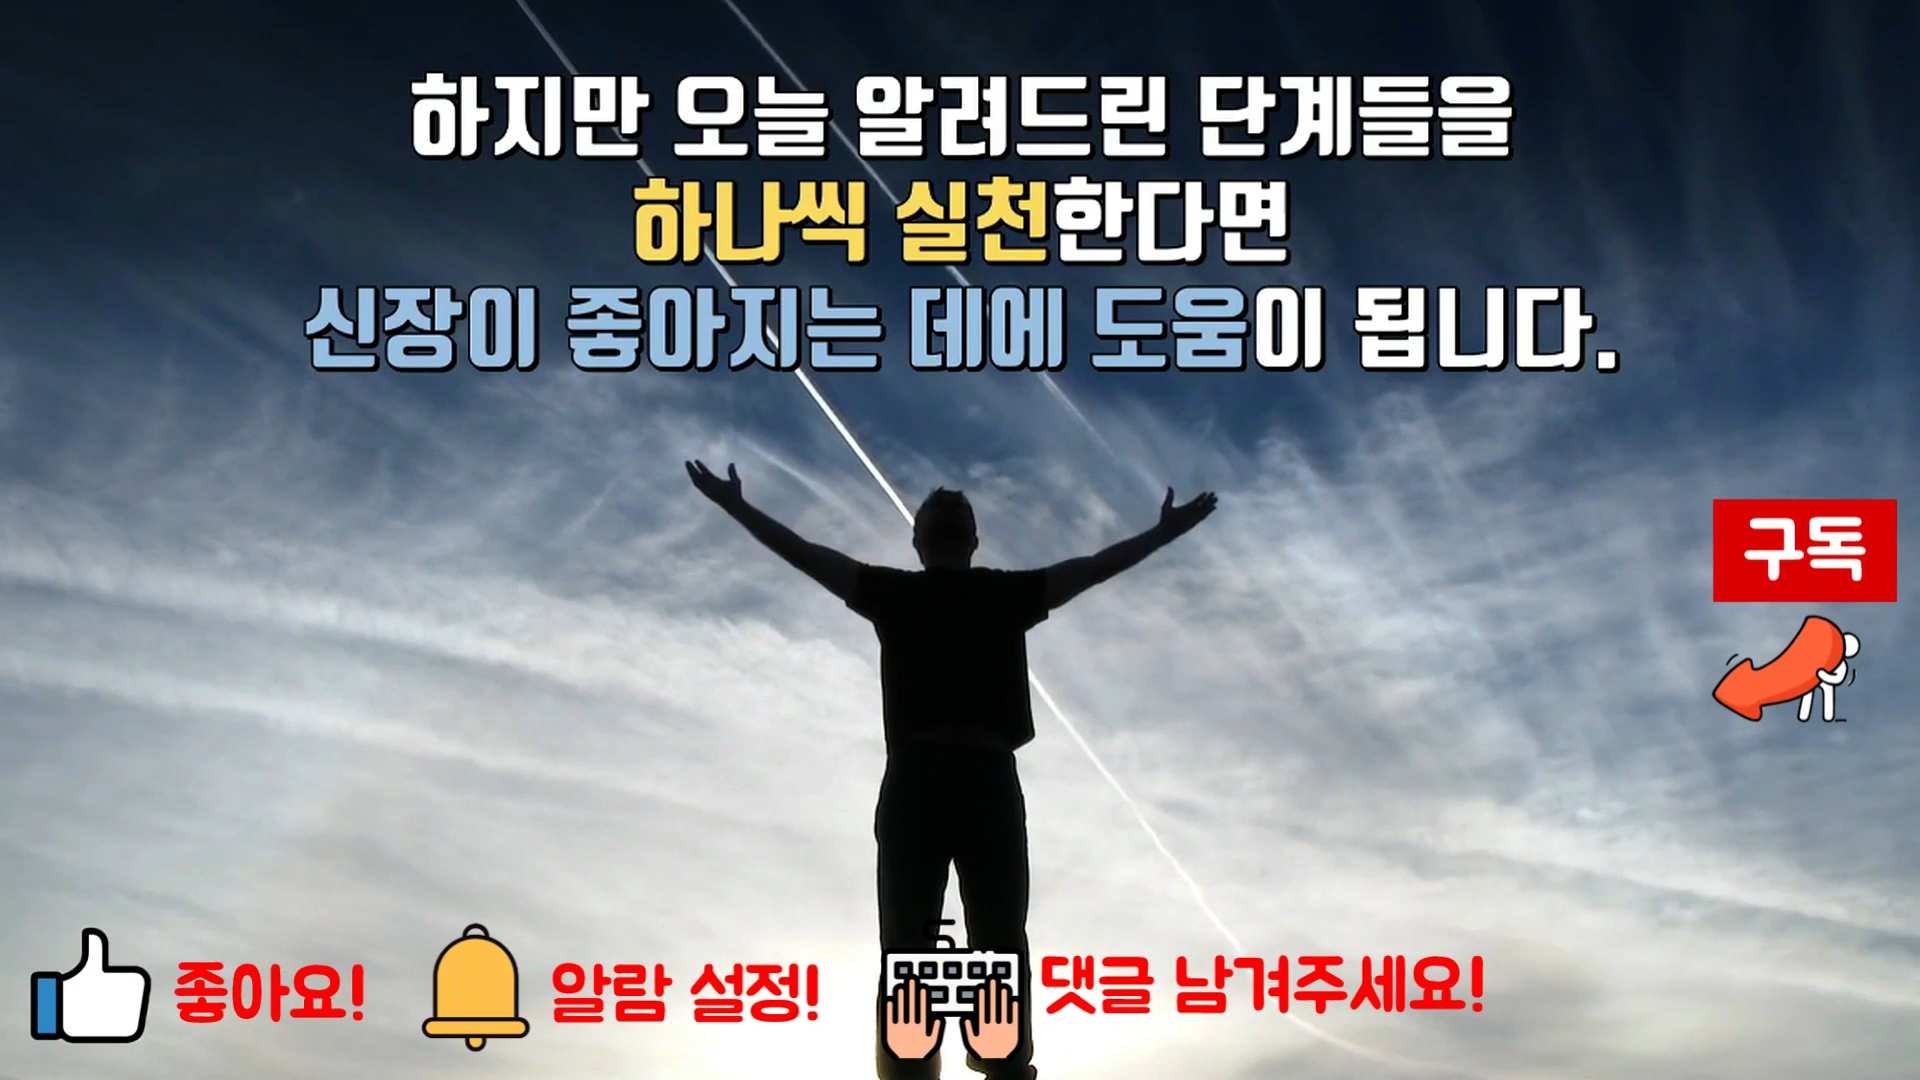 하지만 오늘 알려드린 단계들을
하나씩 실천한다면
신장이 좋아지는 데에 도움이 됩니다.
구독
좋아요!
알람 설정!
댓글 남겨주세요!